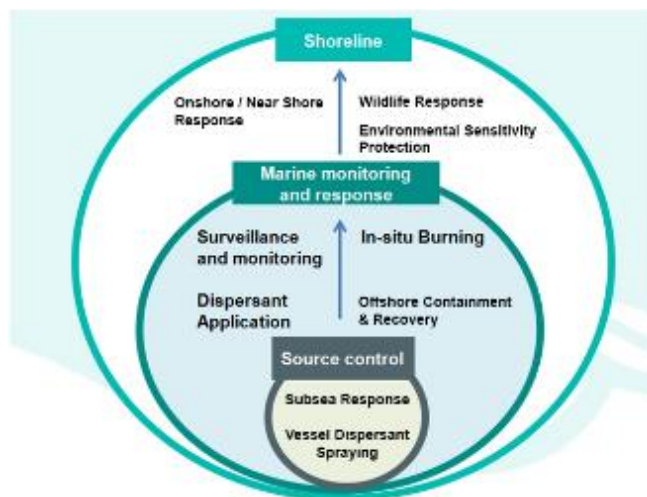 Shoreline
Onshore / Near Shore
Response
Wildlife Response
Environmental Sensitivity
Protection
Marine monitoring
and response
Surveillance
and monitoring
In-situ Burning
Dispersant
Application
Offshore Containment
& Recovery
Source control
Subsea Response
Vessel Dispersant
Spraying